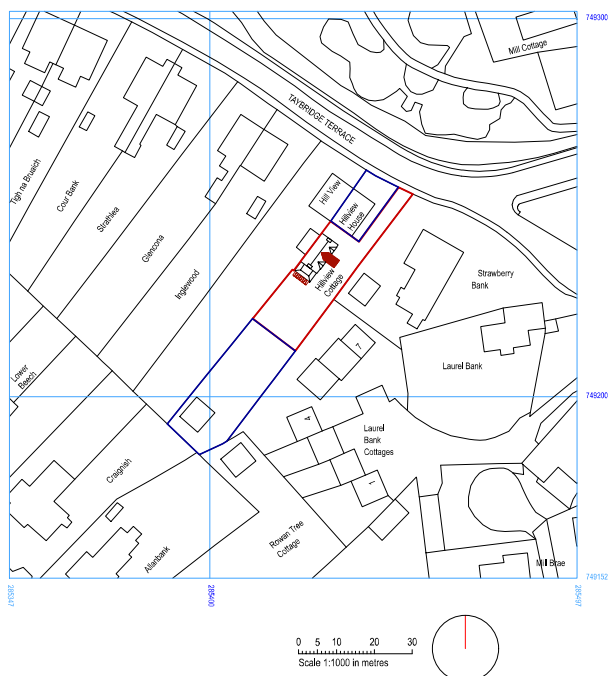 749300
Mill Cottage
TAYBRIDGE TERRACE
Tigh na Bruaich
Cour Bank
Strathlea
Glencona
Inglewood
Hill View
Hillview
House
Hillview
Cottage
Strawberry
Bank
7
Laurel Bank
Lower
Beech
749200
4
Laurel
Bank
Cottages
1
Craignish
Rowan Tree
Cottage
Allanbank
Mill Brae
749152
285347
285400
285497
0 5 10 20 30
Scale 1:1000 in metres